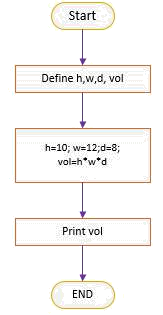 Start
Define h,w,d, vol
h=10; w=12;d=8;
vol=h*w*d
Print vol
END